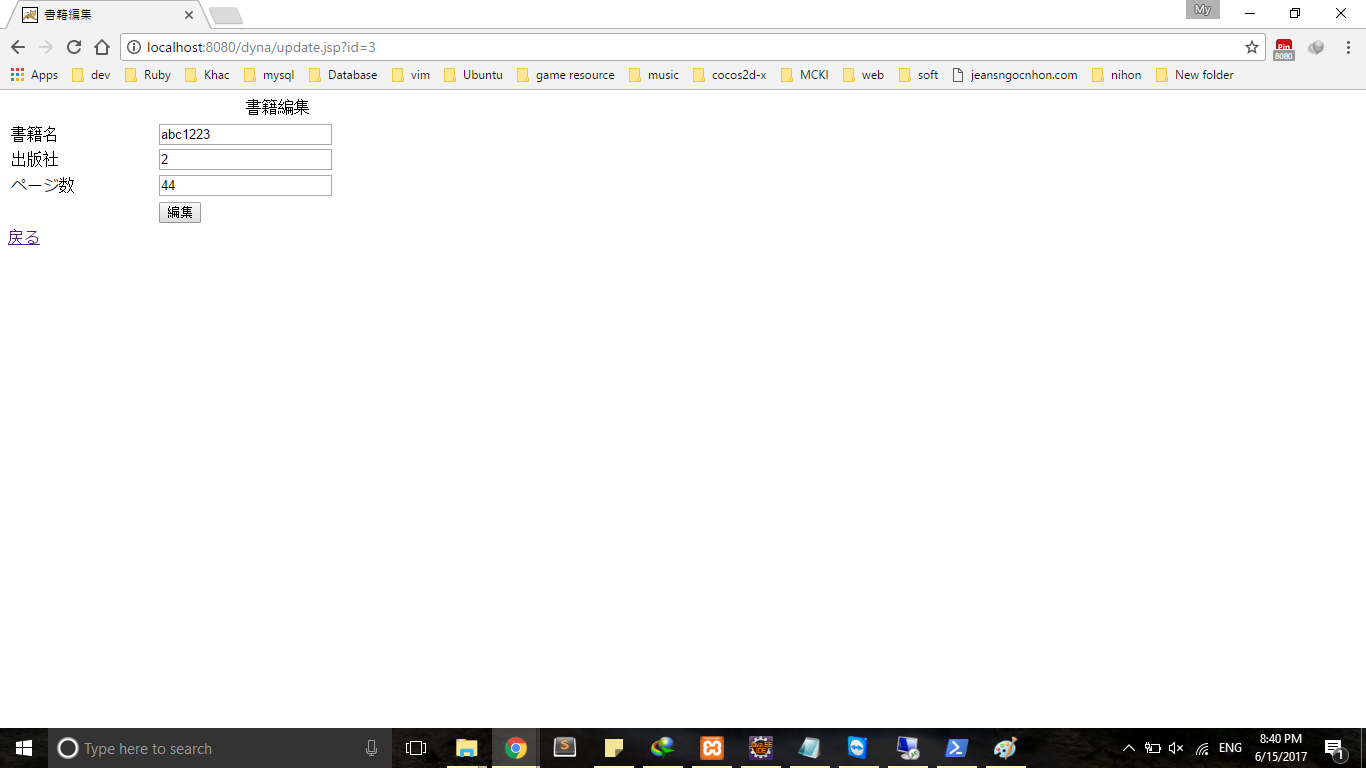 書籍編集
My
localhost:8080/dyna/update.jsp?id=3
Pin
8080
Apps dev Ruby Khac mysql Database vim Ubuntu game resource music cocos2d-x MCKI web soft jeansngocnhon.com nihon New folder
書籍編集
書籍名 abc1223
出版社 2
ページ数 44
編集
戻る
Type here to search
S
Java EE
IDE
ENG
8:40 PM
6/15/2017
1